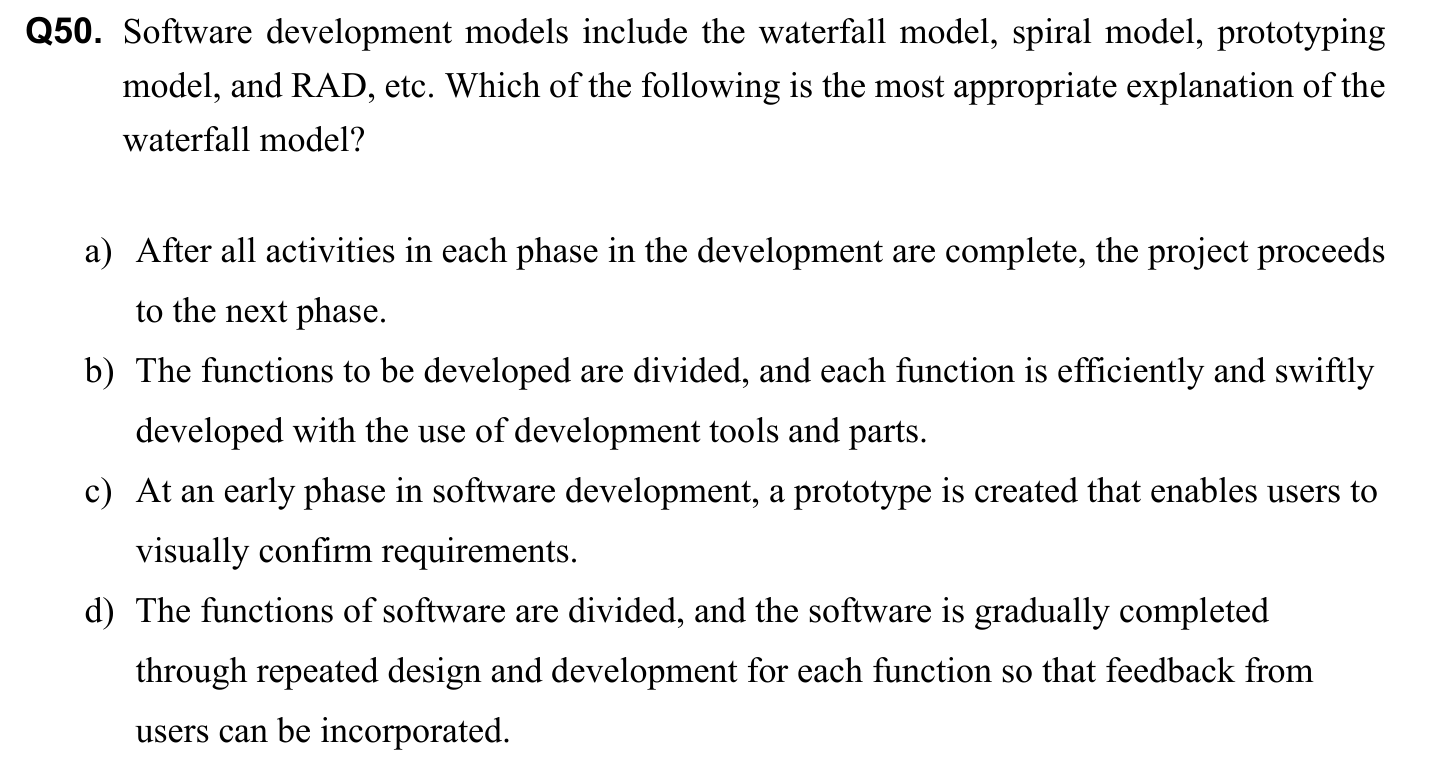 Q50. Software development models include the waterfall model, spiral model, prototyping
model, and RAD, etc. Which of the following is the most appropriate explanation of the
waterfall model?
a) After all activities in each phase in the development are complete, the project proceeds
to the next phase.
b) The functions to be developed are divided, and each function is efficiently and swiftly
developed with the use of development tools and parts.
c) At an early phase in software development, a prototype is created that enables users to
visually confirm requirements.
d) The functions of software are divided, and the software is gradually completed
through repeated design and development for each function so that feedback from
users can be incorporated.